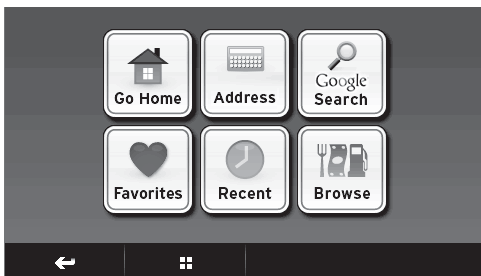 Go Home
Address
Google
Search
Favorites
Recent
Browse